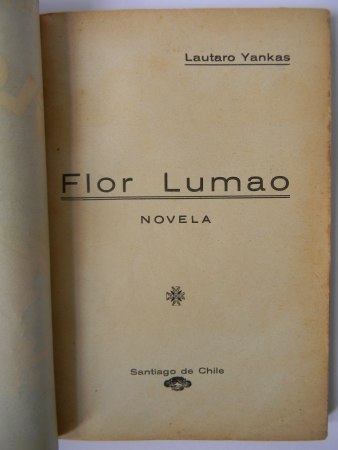 Lautaro Yankas
Flor Lumao
NOVELA
Santiago de Chile